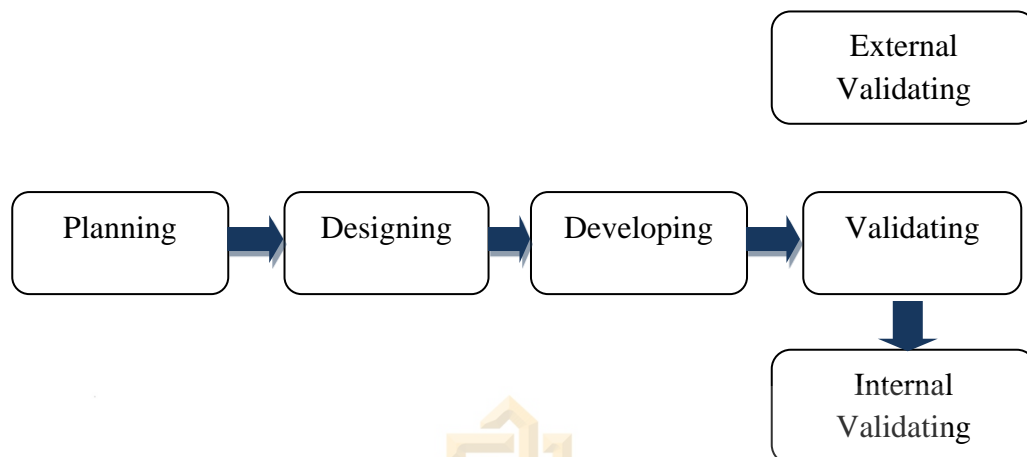 External
Validating
Planning
Designing
Developing
Validating
Internal
Validating